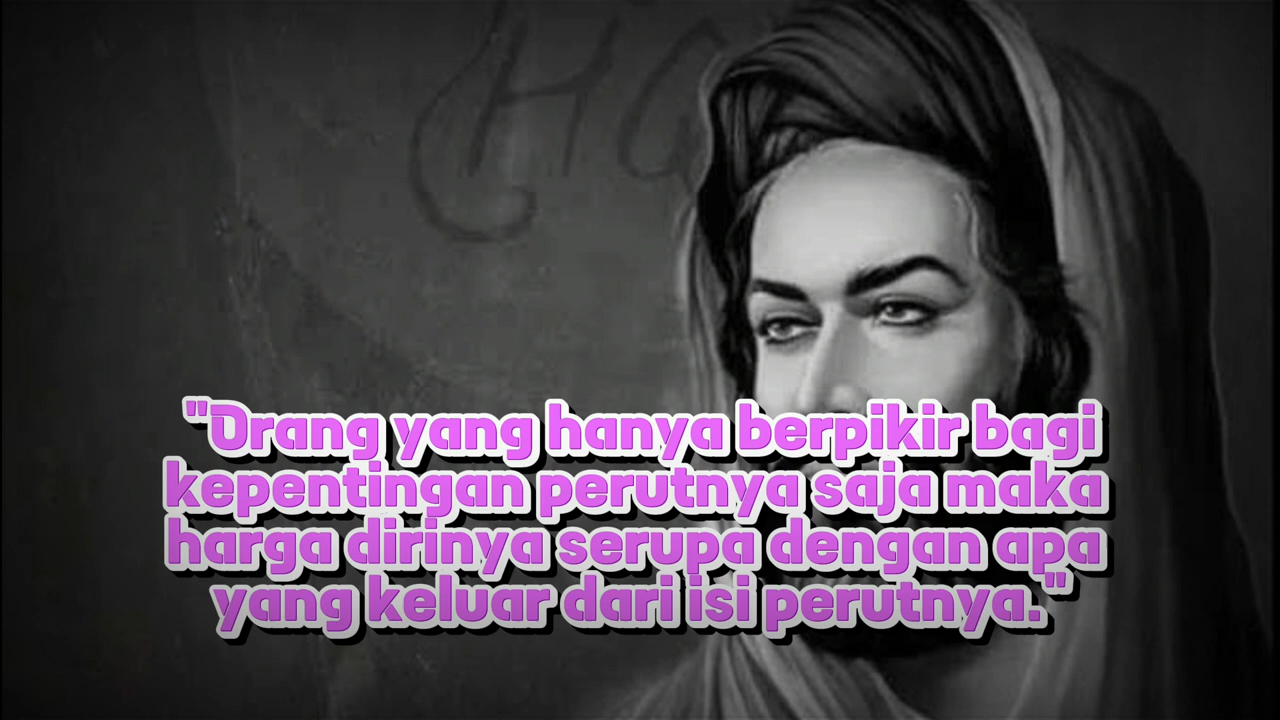 Ha
"Orang yang hanya berpikir bagi
kepentingan perutnya saja maka
harga dirinya serupa dengan apa
yang keluar dari isi perutnya."